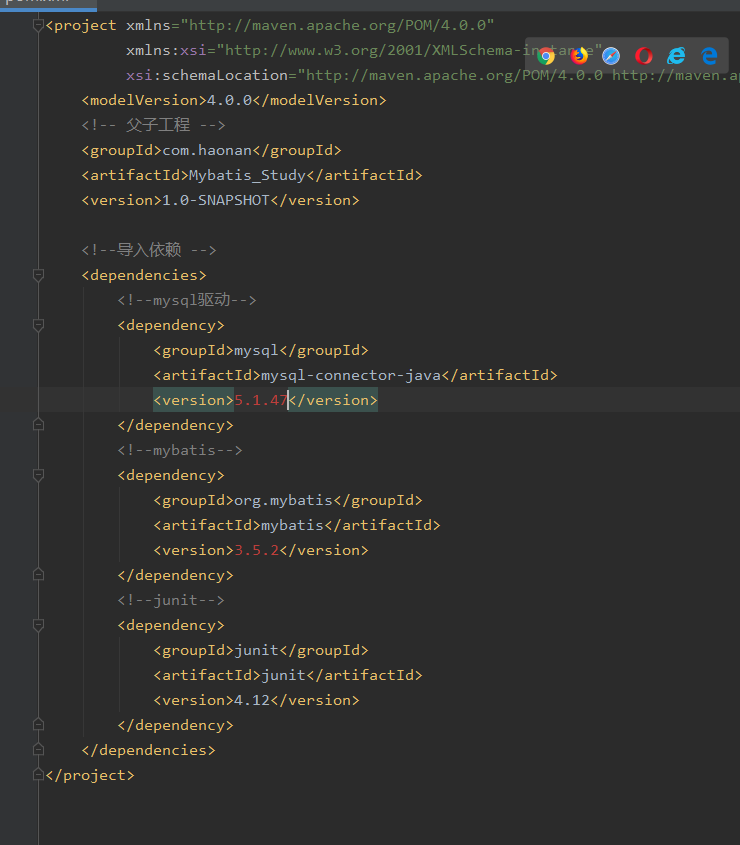 <project xmlns="http://maven.apache.org/POM/4.0.0"
xmlns:xsi="http://www.w3.org/2001/XMLSchema-instance"
xsi:schemaLocation="http://maven.apache.org/POM/4.0.0 http://maven.ap
<modelVersion>4.0.0</modelVersion>
<!-- 父子工程 -->
<groupId>com.haonan</groupId>
<artifactId>Mybatis_Study</artifactId>
<version>1.0-SNAPSHOT</version>
<!--导入依赖 -->
<dependencies>
<!--mysql驱动-->
<dependency>
<groupId>mysql</groupId>
<artifactId>mysql-connector-java</artifactId>
<version>5.1.47</version>
</dependency>
<!--mybatis-->
<dependency>
<groupId>org.mybatis</groupId>
<artifactId>mybatis</artifactId>
<version>3.5.2</version>
</dependency>
<!--junit-->
<dependency>
<groupId>junit</groupId>
<artifactId>junit</artifactId>
<version>4.12</version>
</dependency>
</dependencies>
</project>